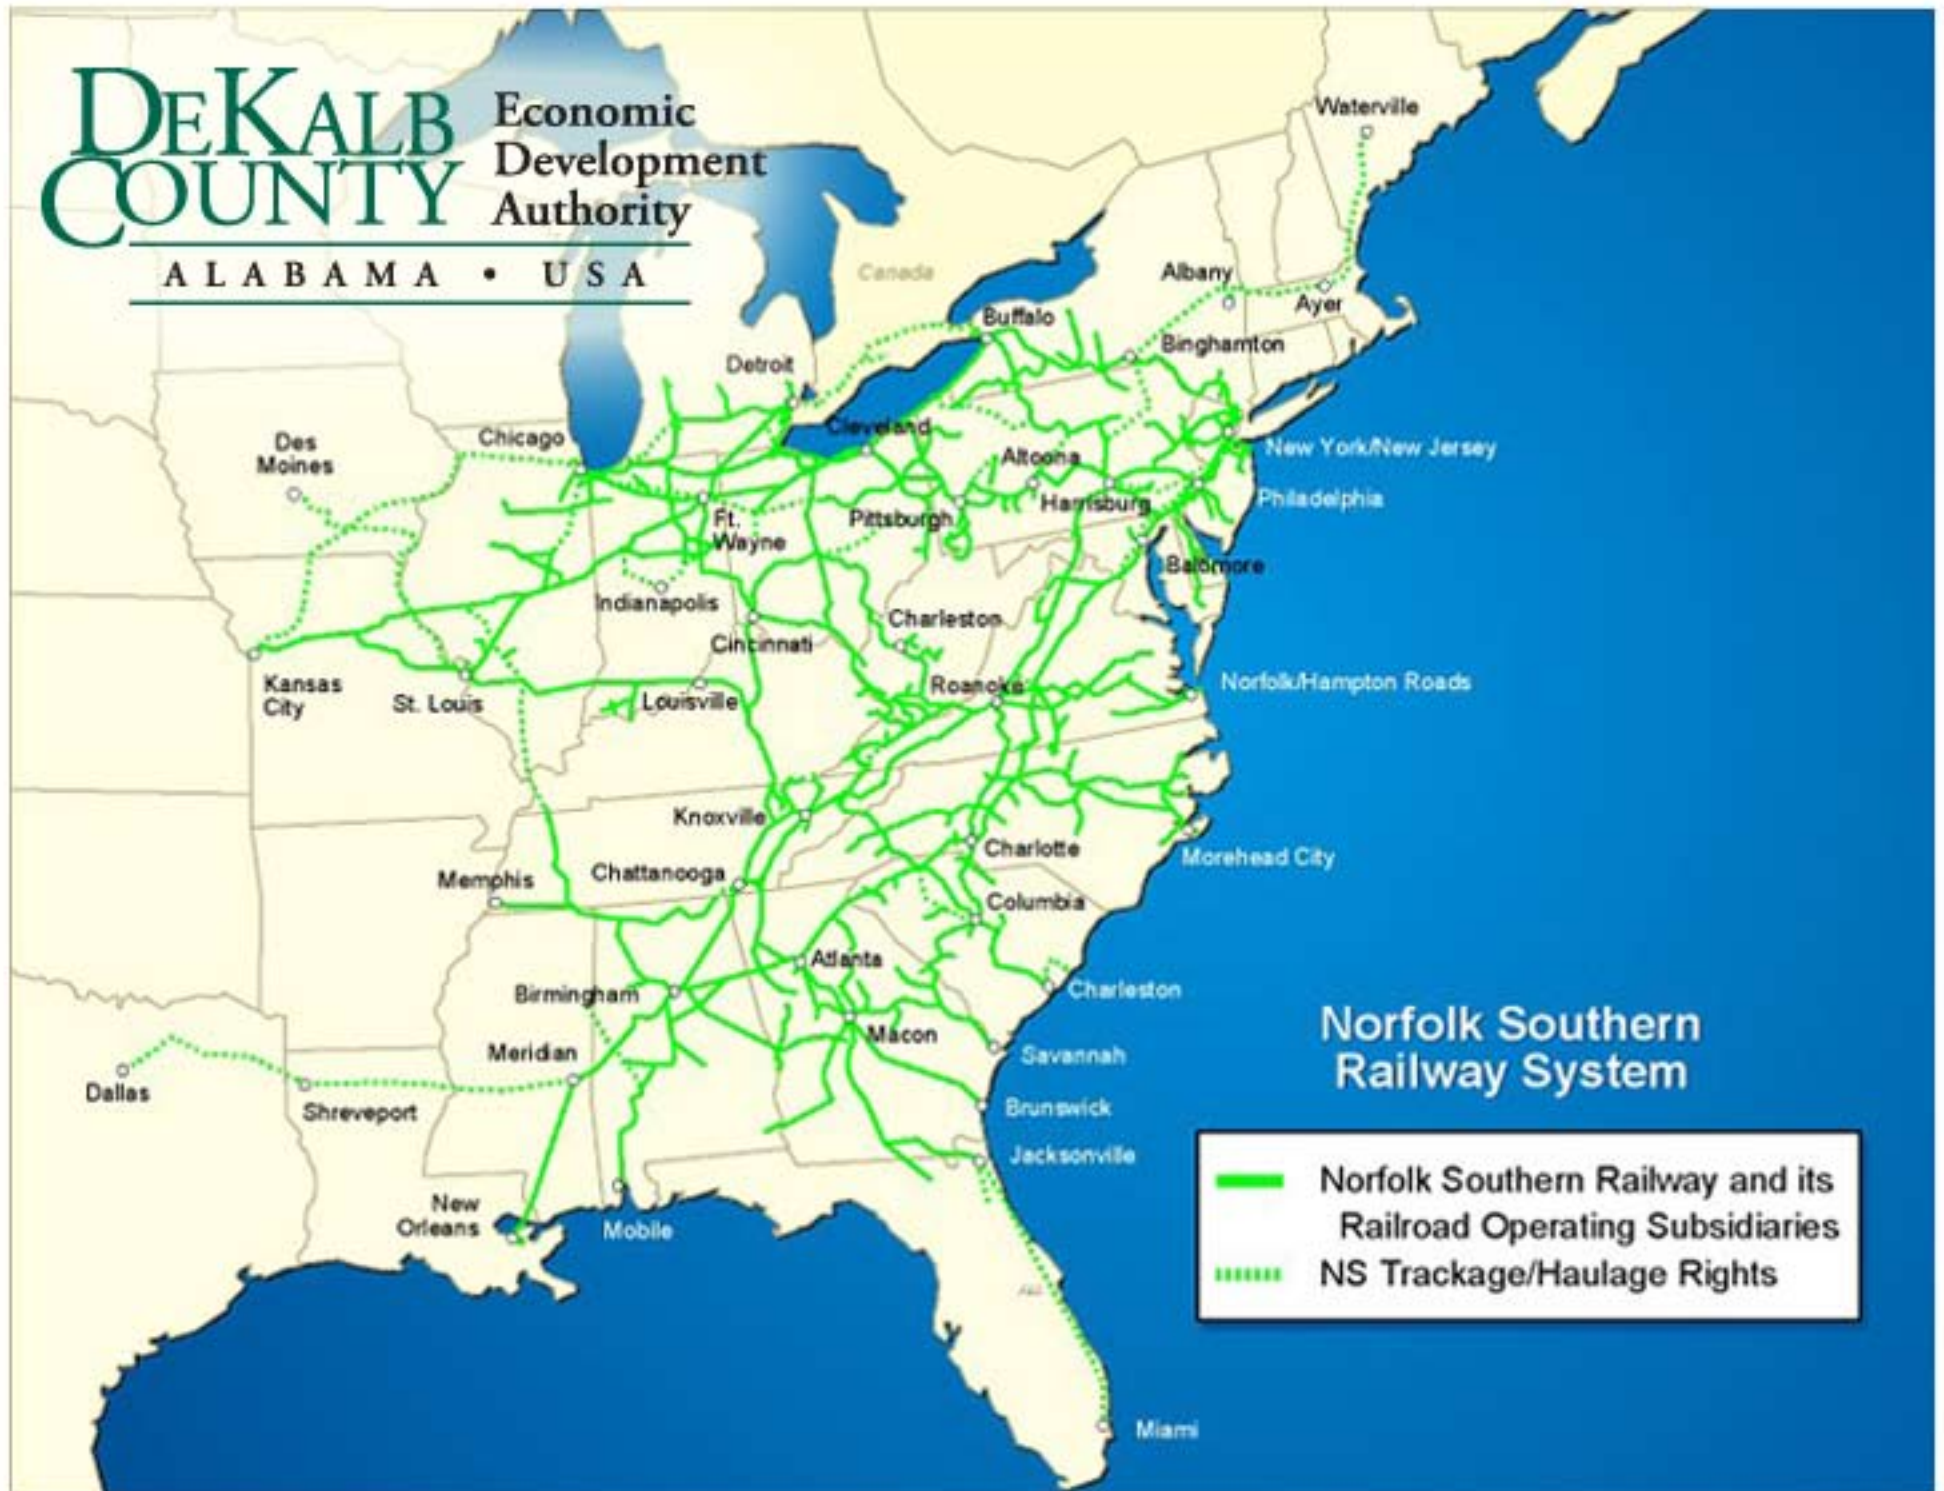 DEKALB
COUNTY
Economic
Development
Authority
ALABAMA • USA
Waterville
Canada
Albany
Ayer
Buffalo
Binghamton
Detroit
Cleveland
Chicago
Des
Moines
New York/New Jersey
Altoona
Harrisburg
Philadelphia
Pittsburgh
Ft.
Wayne
Baltimore
Indianapolis
Charleston
Cincinnati
Kansas
City
St. Louis
Louisville
Roanoke
Norfolk/Hampton Roads
Knoxville
Charlotte
Morehead City
Memphis
Chattanooga
Columbia
Atlanta
Birmingham
Charleston
Macon
Meridian
Savannah
Dallas
Shreveport
Brunswick
Jacksonville
New
Orleans
Mobile
Miami
Norfolk Southern
Railway System
Norfolk Southern Railway and its
Railroad Operating Subsidiaries
NS Trackage/Haulage Rights